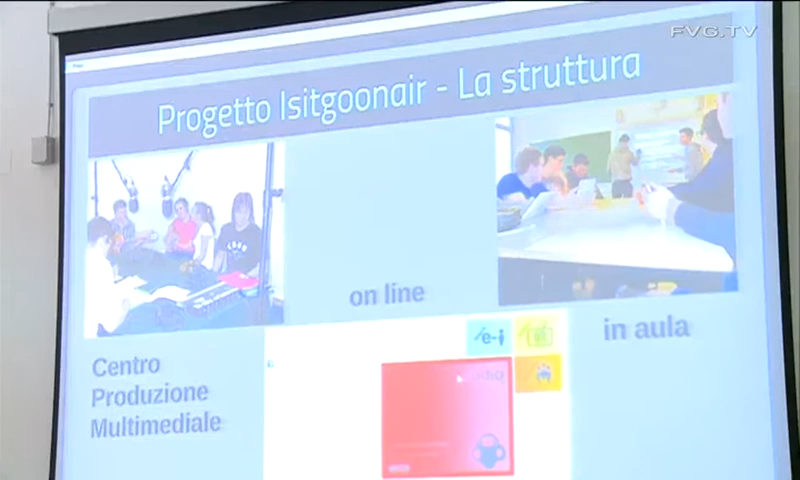 FVG.TV
Progetto Isitgoonair - La struttura
on line
in aula
Centro
Produzione
Multimediale
e-i